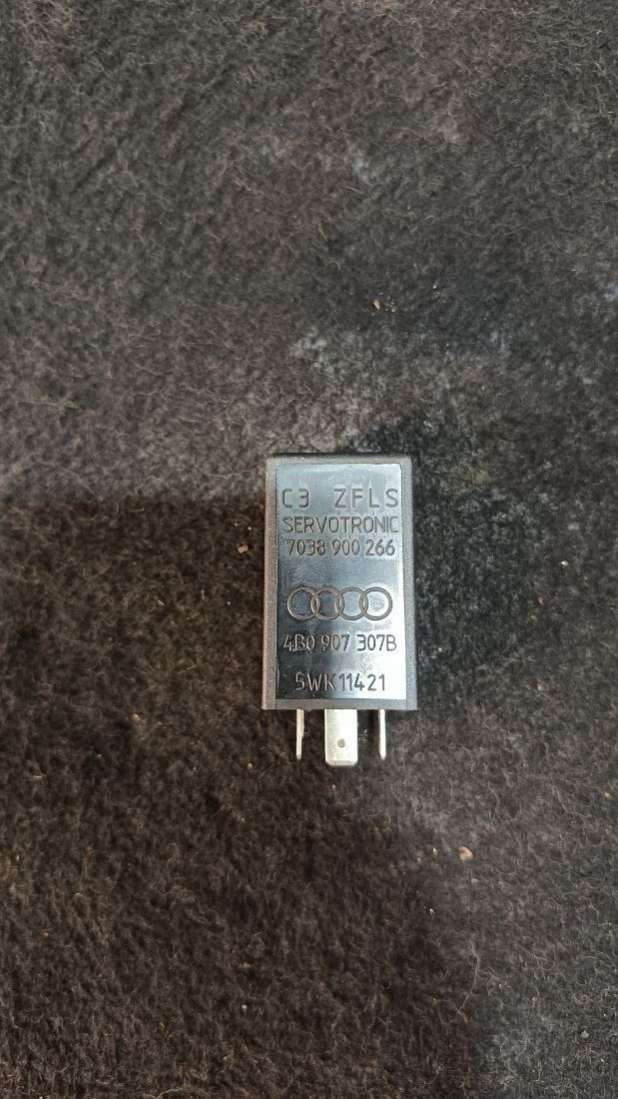 C3 ZFLS
SERVOTRONIC
7038 900 266
4B0 907 307B
5WK11421